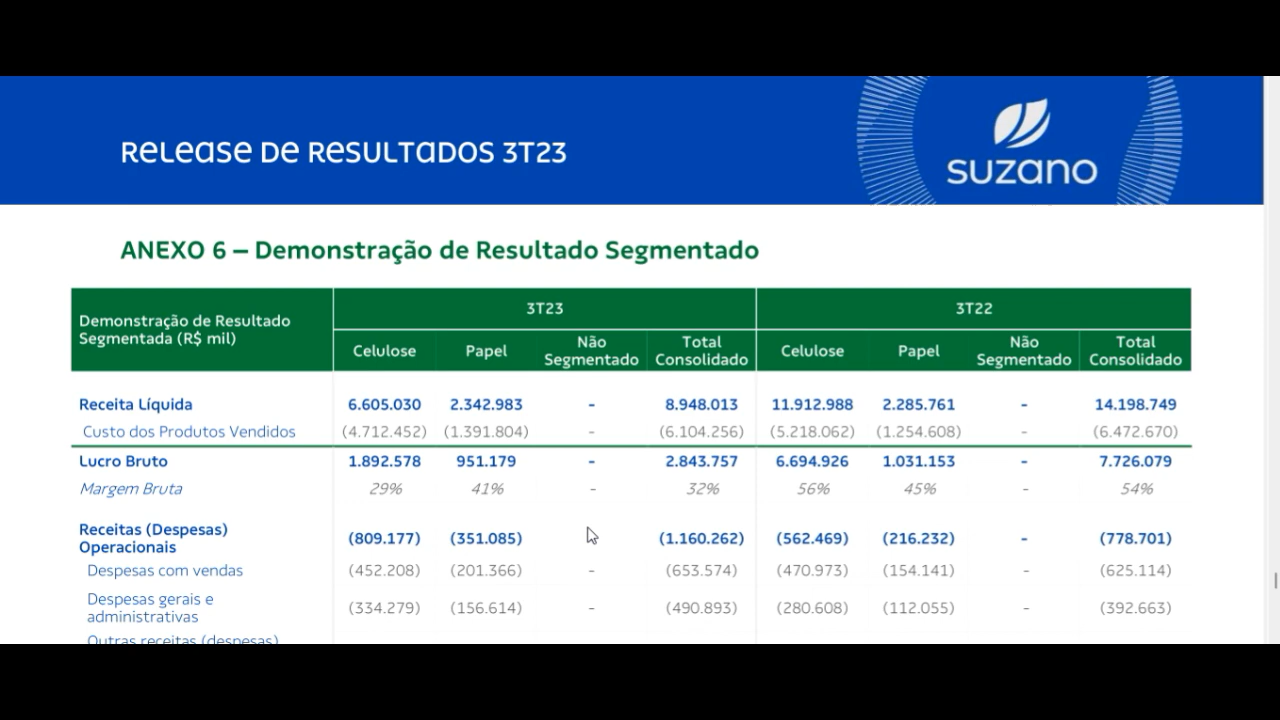 Release de Resultados 3T23
suzano
ANEXO 6 – Demonstração de Resultado Segmentado
Demonstração de Resultado Segmentada (R$ mil)
3T23 3T22
Celulose Papel Não Segmentado Total Consolidado Celulose Papel Não Segmentado Total Consolidado
Receita Líquida 6.605.030 2.342.983 - 8.948.013 11.912.988 2.285.761 - 14.198.749
Custo dos Produtos Vendidos (4.712.452) (1.391.804) - (6.104.256) (5.218.062) (1.254.608) - (6.472.670)
Lucro Bruto 1.892.578 951.179 - 2.843.757 6.694.926 1.031.153 - 7.726.079
Margem Bruta 29% 41% - 32% 56% 45% - 54%
Receitas (Despesas) Operacionais (809.177) (351.085) - (1.160.262) (562.469) (216.232) - (778.701)
Despesas com vendas (452.208) (201.366) - (653.574) (470.973) (154.141) - (625.114)
Despesas gerais e administrativas (334.279) (156.614) - (490.893) (280.608) (112.055) - (392.663)
Outras receitas (despesas)